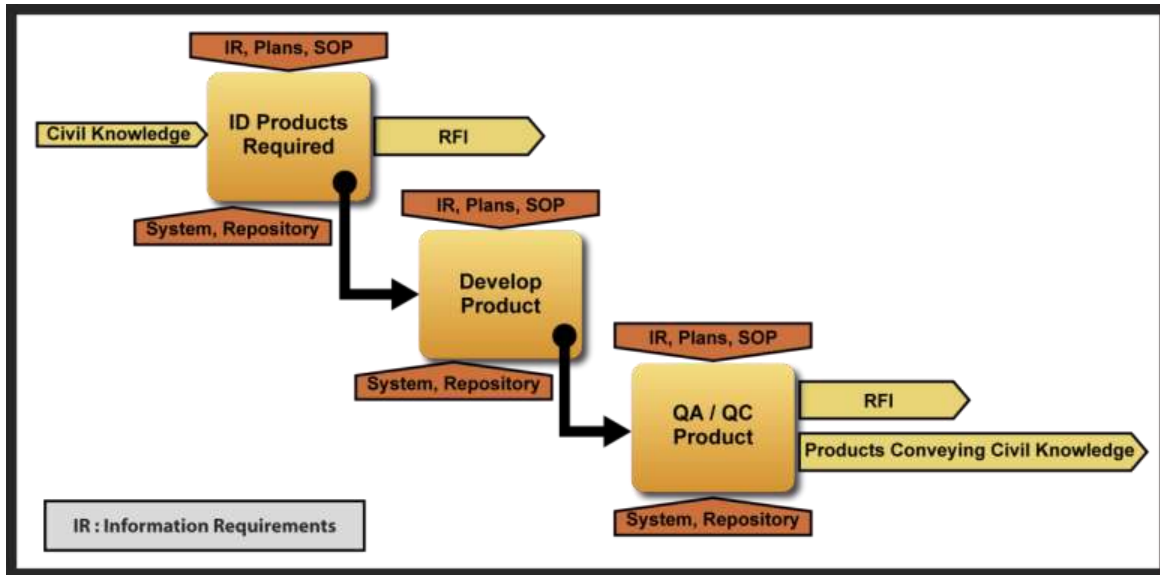 IR, Plans, SOP
Civil Knowledge
ID Products
Required
RFI
System, Repository
IR, Plans, SOP
Develop
Product
System, Repository
IR, Plans, SOP
QA / QC
Product
RFI
Products Conveying Civil Knowledge
System, Repository
IR : Information Requirements